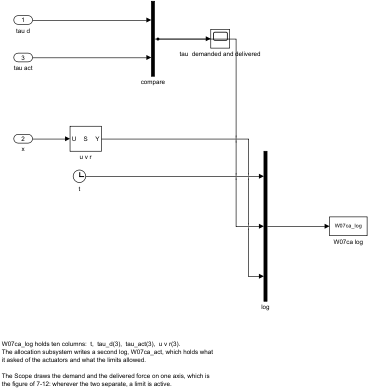 1
tau d
3
tau act
compare
tau demanded and delivered
2
x
U S Y
u v r
t
log
W07ca_log
W07ca log
W07ca_log holds ten columns: t, tau_d(3), tau_act(3), u v r(3).
The allocation subsystem writes a second log, W07ca_act, which holds what
it asked of the actuators and what the limits allowed.
The Scope draws the demand and the delivered force on one axis, which is
the figure of 7-12: wherever the two separate, a limit is active.